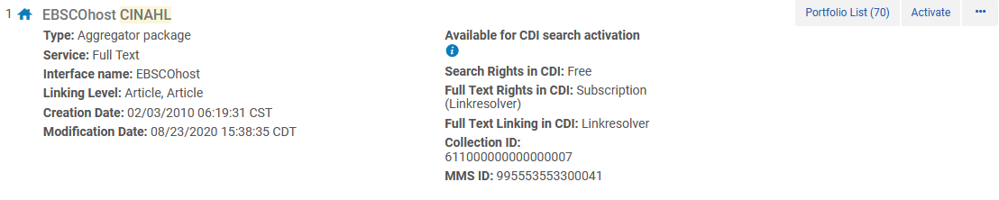 1 EBSCOhost CINAHL
Portfolio List (70) Activate ...
Type: Aggregator package
Service: Full Text
Interface name: EBSCOhost
Linking Level: Article, Article
Creation Date: 02/03/2010 06:19:31 CST
Modification Date: 08/23/2020 15:38:35 CDT
Available for CDI search activation
i
Search Rights in CDI: Free
Full Text Rights in CDI: Subscription
(Linkresolver)
Full Text Linking in CDI: Linkresolver
Collection ID:
611000000000000007
MMS ID: 995553553300041